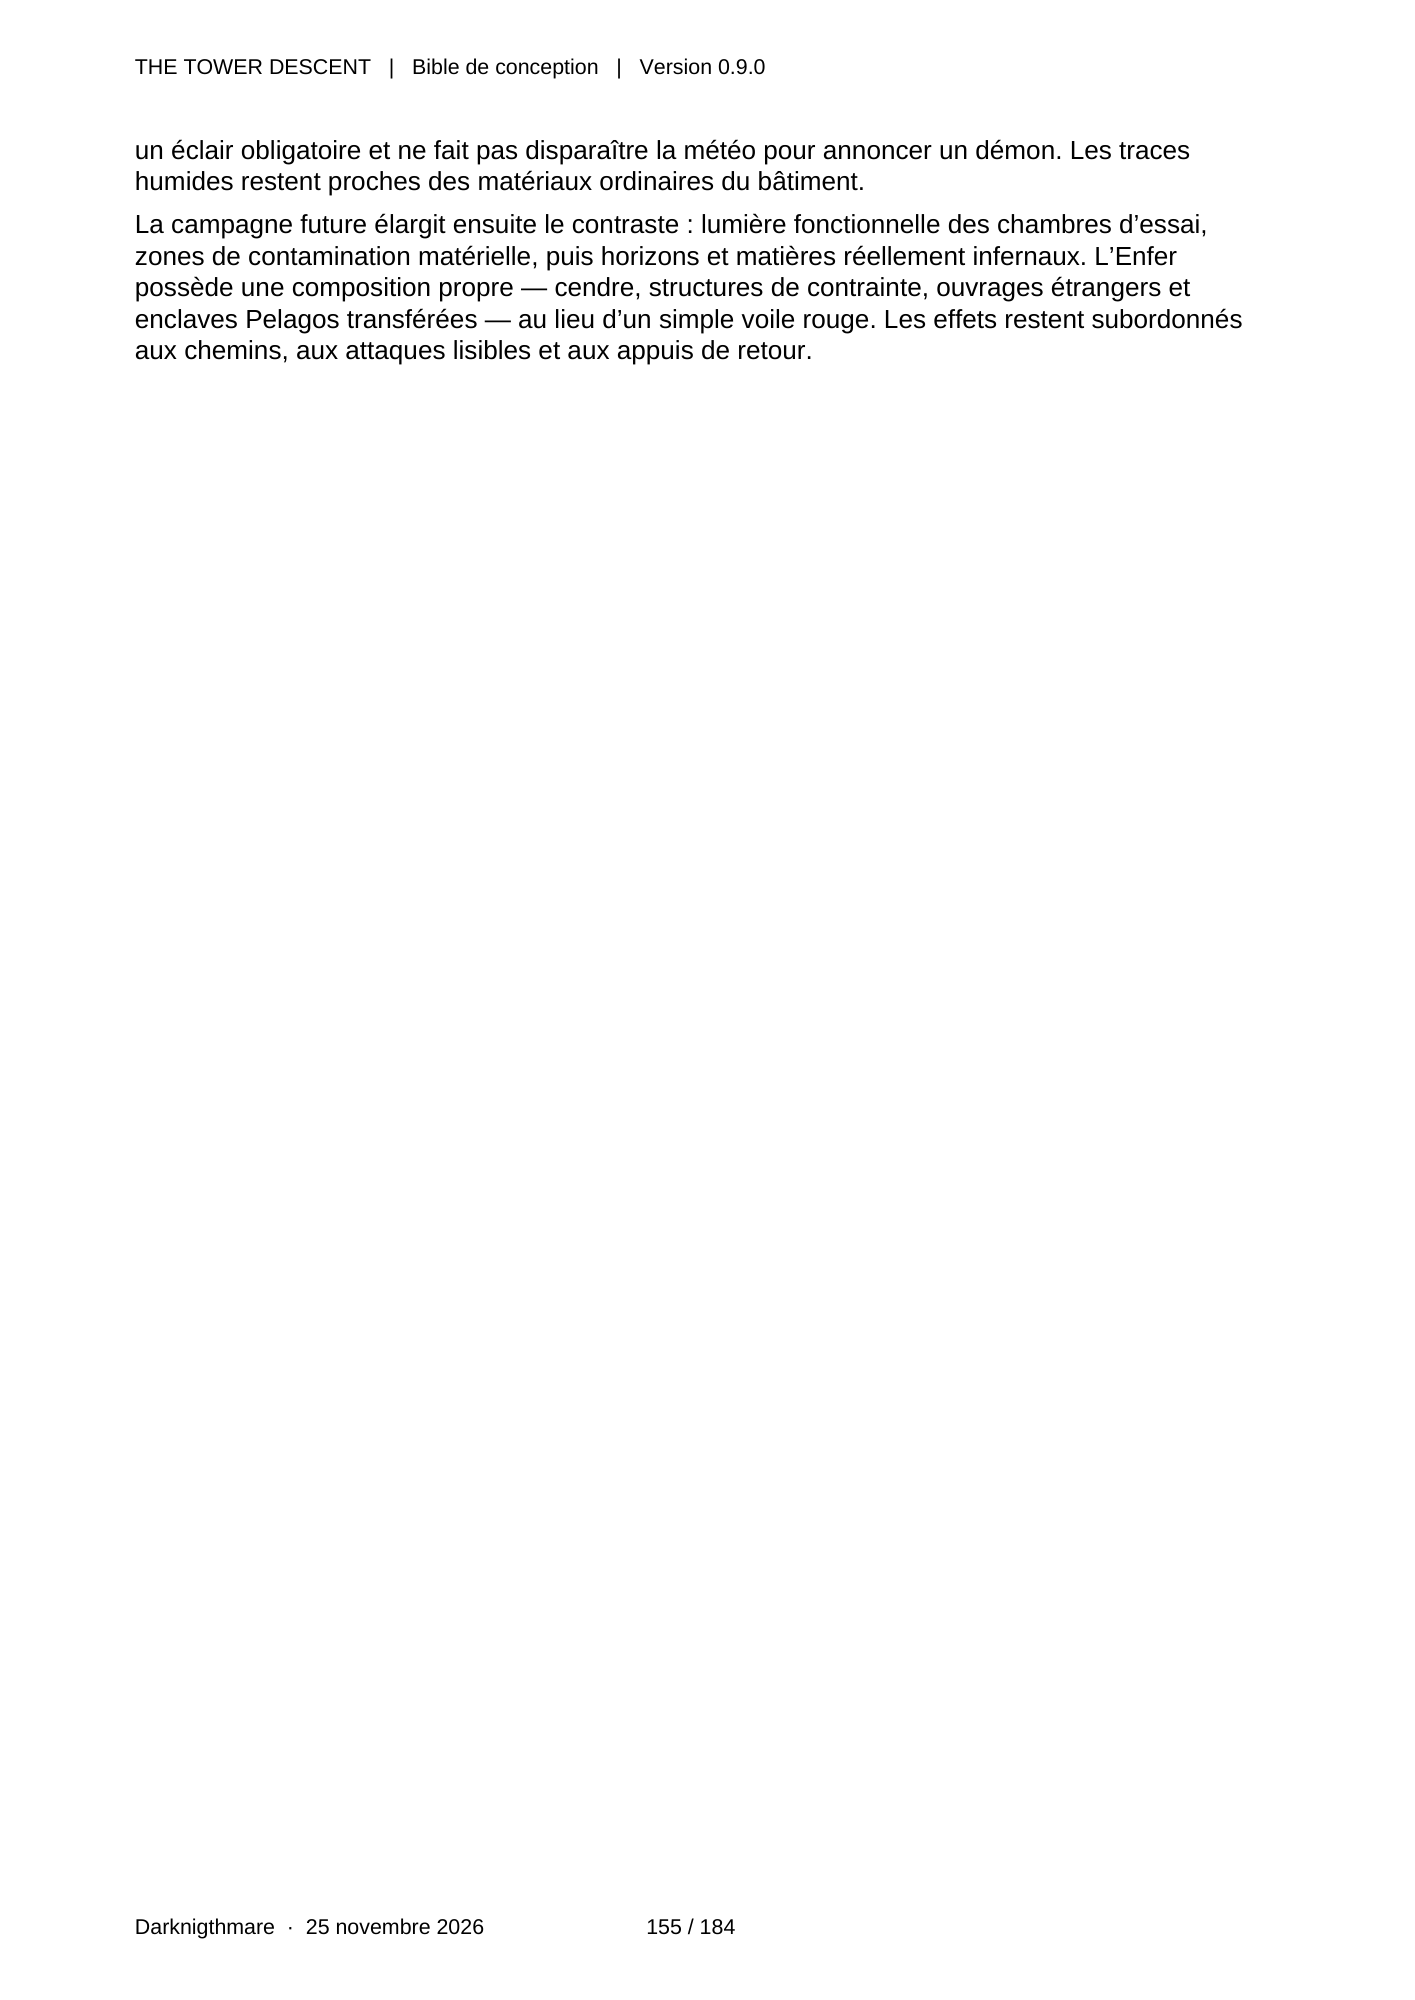 THE TOWER DESCENT | Bible de conception | Version 0.9.0
un éclair obligatoire et ne fait pas disparaître la météo pour annoncer un démon. Les traces
humides restent proches des matériaux ordinaires du bâtiment.
La campagne future élargit ensuite le contraste : lumière fonctionnelle des chambres d’essai,
zones de contamination matérielle, puis horizons et matières réellement infernaux. L’Enfer
possède une composition propre — cendre, structures de contrainte, ouvrages étrangers et
enclaves Pelagos transférées — au lieu d’un simple voile rouge. Les effets restent subordonnés
aux chemins, aux attaques lisibles et aux appuis de retour.
Darknigthmare · 25 novembre 2026 155 / 184